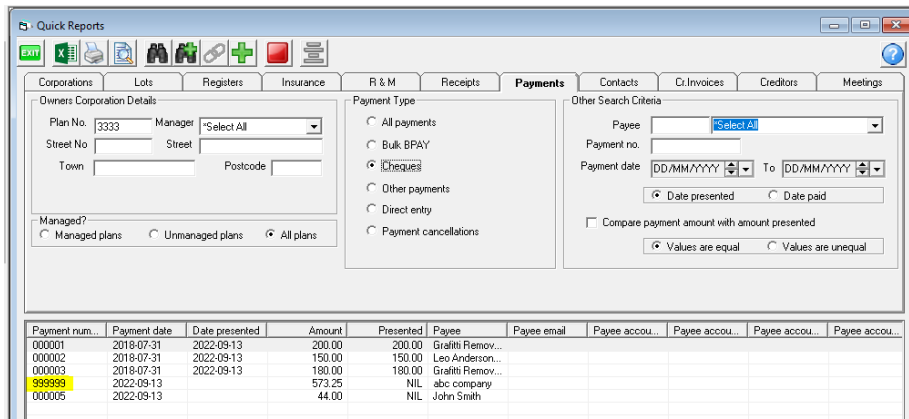 Quick Reports
EXIT
Corporations Lots Registers Insurance R & M Receipts Payments Contacts Cr.Invoices Creditors Meetings
Owners Corporation Details
Plan No. 3333 Manager *Select All
Street No Street
Town Postcode
Managed?
Managed plans Unmanaged plans All plans
Payment Type
All payments
Bulk BPAY
Cheques
Other payments
Direct entry
Payment cancellations
Other Search Criteria
Payee *Select All
Payment no.
Payment date DD/MM/YYYY To DD/MM/YYYY
Date presented Date paid
Compare payment amount with amount presented
Values are equal Values are unequal
Payment num... Payment date Date presented Amount Presented Payee Payee email Payee accou... Payee accou... Payee accou... Payee accou...
000001 2018-07-31 2022-09-13 200.00 200.00 Grafitti Remov...
000002 2018-07-31 2022-09-13 150.00 150.00 Leo Anderson...
000003 2018-07-31 2022-09-13 180.00 180.00 Grafitti Remov...
999999 2022-09-13 573.25 NIL abc company
000005 2022-09-13 44.00 NIL John Smith